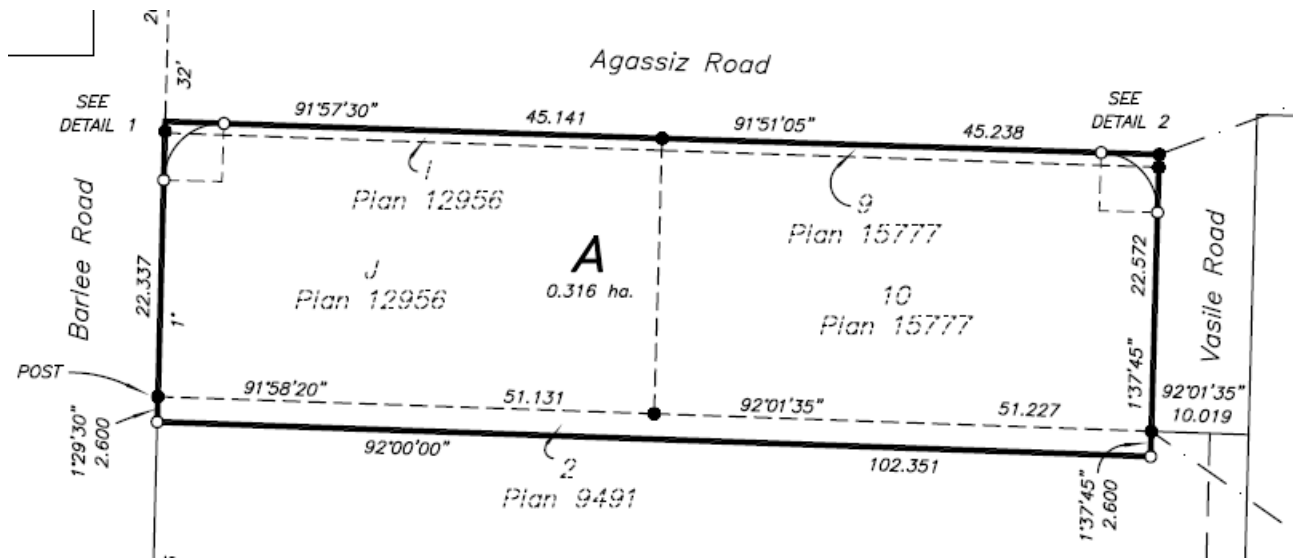 32'
Agassiz Road
SEE
DETAIL 1
91°57'30"
45.141
91°51'05"
45.238
SEE
DETAIL 2
1
Plan 12956
9
Plan 15777
Barlee Road
22.337
1°
J
Plan 12956
A
0.316 ha.
10
Plan 15777
22.572
1°37'45"
Vasile Road
POST
91°58'20"
51.131
92°01'35"
51.227
92°01'35"
10.019
1°29'30"
2.600
92°00'00"
2
Plan 9491
102.351
1°37'45"
2.600